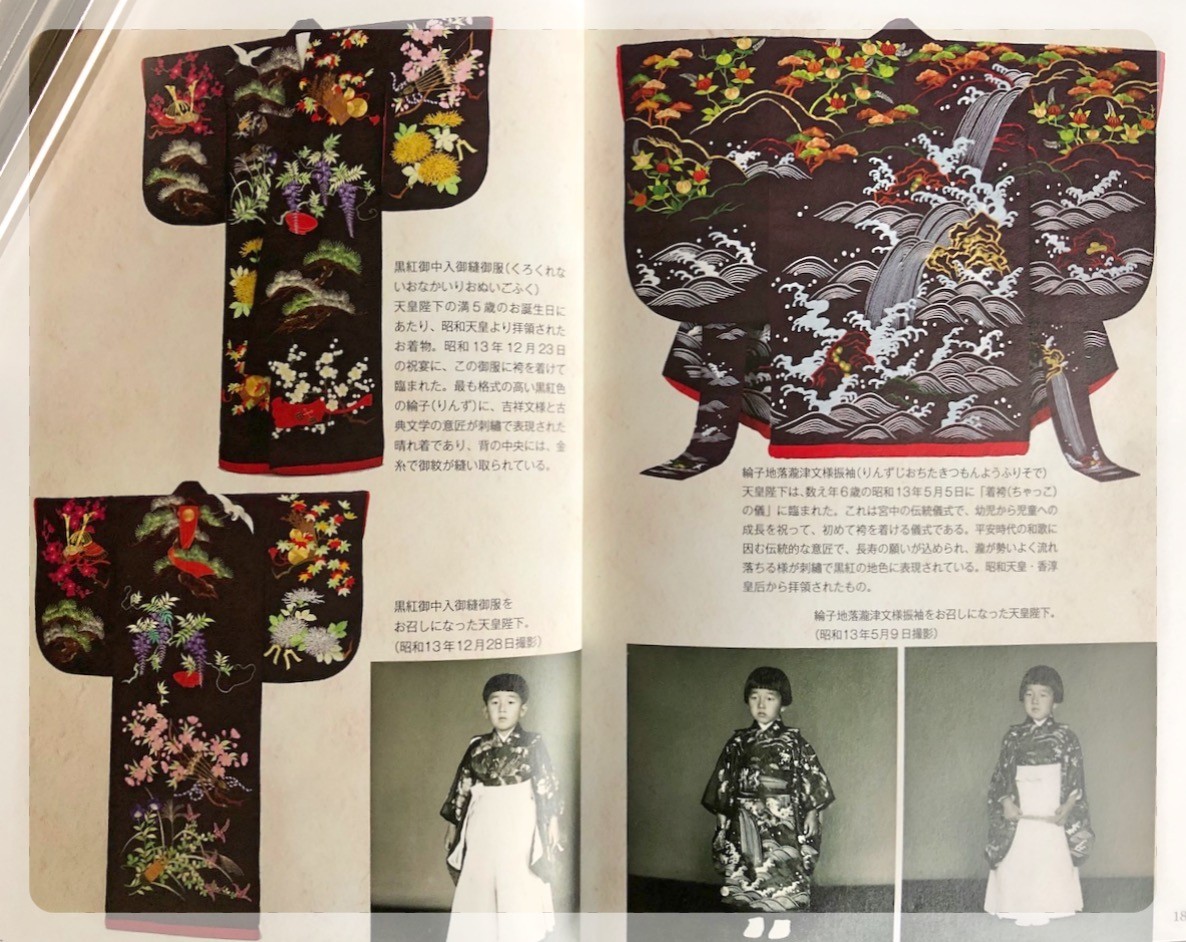 黒紅御中入御縫御服(くろくれな
いおなかいりおぬいごふく)
天皇陛下の満5歳のお誕生日に
あたり、昭和天皇より拝領された
お着物。昭和13年12月23日
の祝宴に、この御服に袴を着けて
臨まれた。最も格式の高い黒紅色
の綸子(りんず)に、吉祥文様と古
典文学の意匠が刺繡で表現された
晴れ着であり、背の中央には、金
糸で御紋が縫い取られている。
黒紅御中入御縫御服を
お召しになった天皇陛下。
(昭和13年12月28日撮影)
綸子地落瀧津文様振袖(りんずじおちたきつもんようふりそで)
天皇陛下は、数え年6歳の昭和13年5月5日に「着袴(ちゃっこ)
の儀」に臨まれた。これは宮中の伝統儀式で、幼児から児童への
成長を祝って、初めて袴を着ける儀式である。平安時代の和歌に
因む伝統的な意匠で、長寿の願いが込められ、瀧が勢いよく流れ
落ちる様が刺繡で黒紅の地色に表現されている。昭和天皇・香淳
皇后から拝領されたもの。
綸子地落瀧津文様振袖をお召しになった天皇陛下。
(昭和13年5月9日撮影)
18